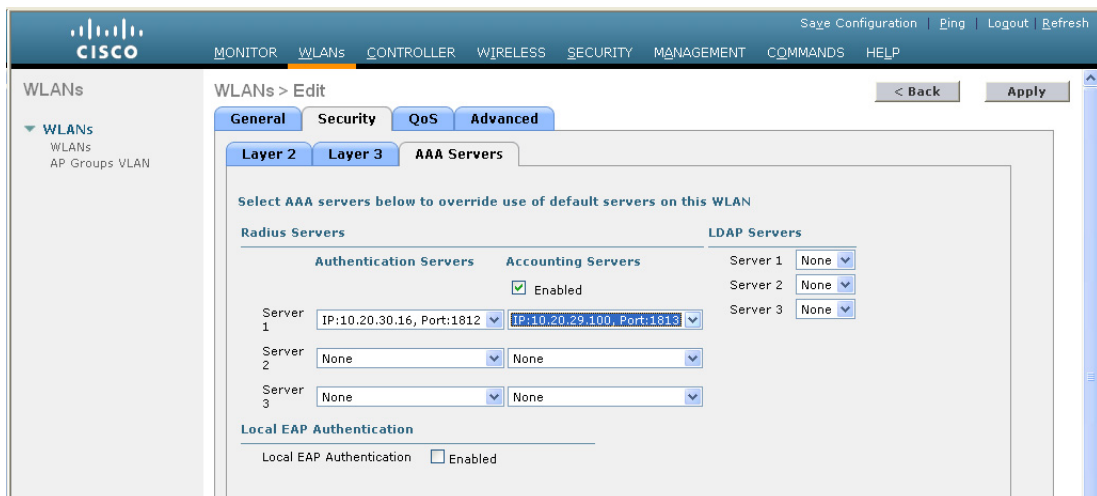 Save Configuration | Ping | Logout | Refresh
CISCO
MONITOR WLANs CONTROLLER WIRELESS SECURITY MANAGEMENT COMMANDS HELP
WLANs
WLANs > Edit
< Back Apply
WLANs
WLANs
AP Groups VLAN
General Security QoS Advanced
Layer 2 Layer 3 AAA Servers
Select AAA servers below to override use of default servers on this WLAN
Radius Servers LDAP Servers
Authentication Servers Accounting Servers Server 1 None
Enabled Server 2 None
Server 3 None
Server 1 IP:10.20.30.16, Port:1812 IP:10.20.29.100, Port:1813
Server 2 None None
Server 3 None None
Local EAP Authentication
Local EAP Authentication Enabled